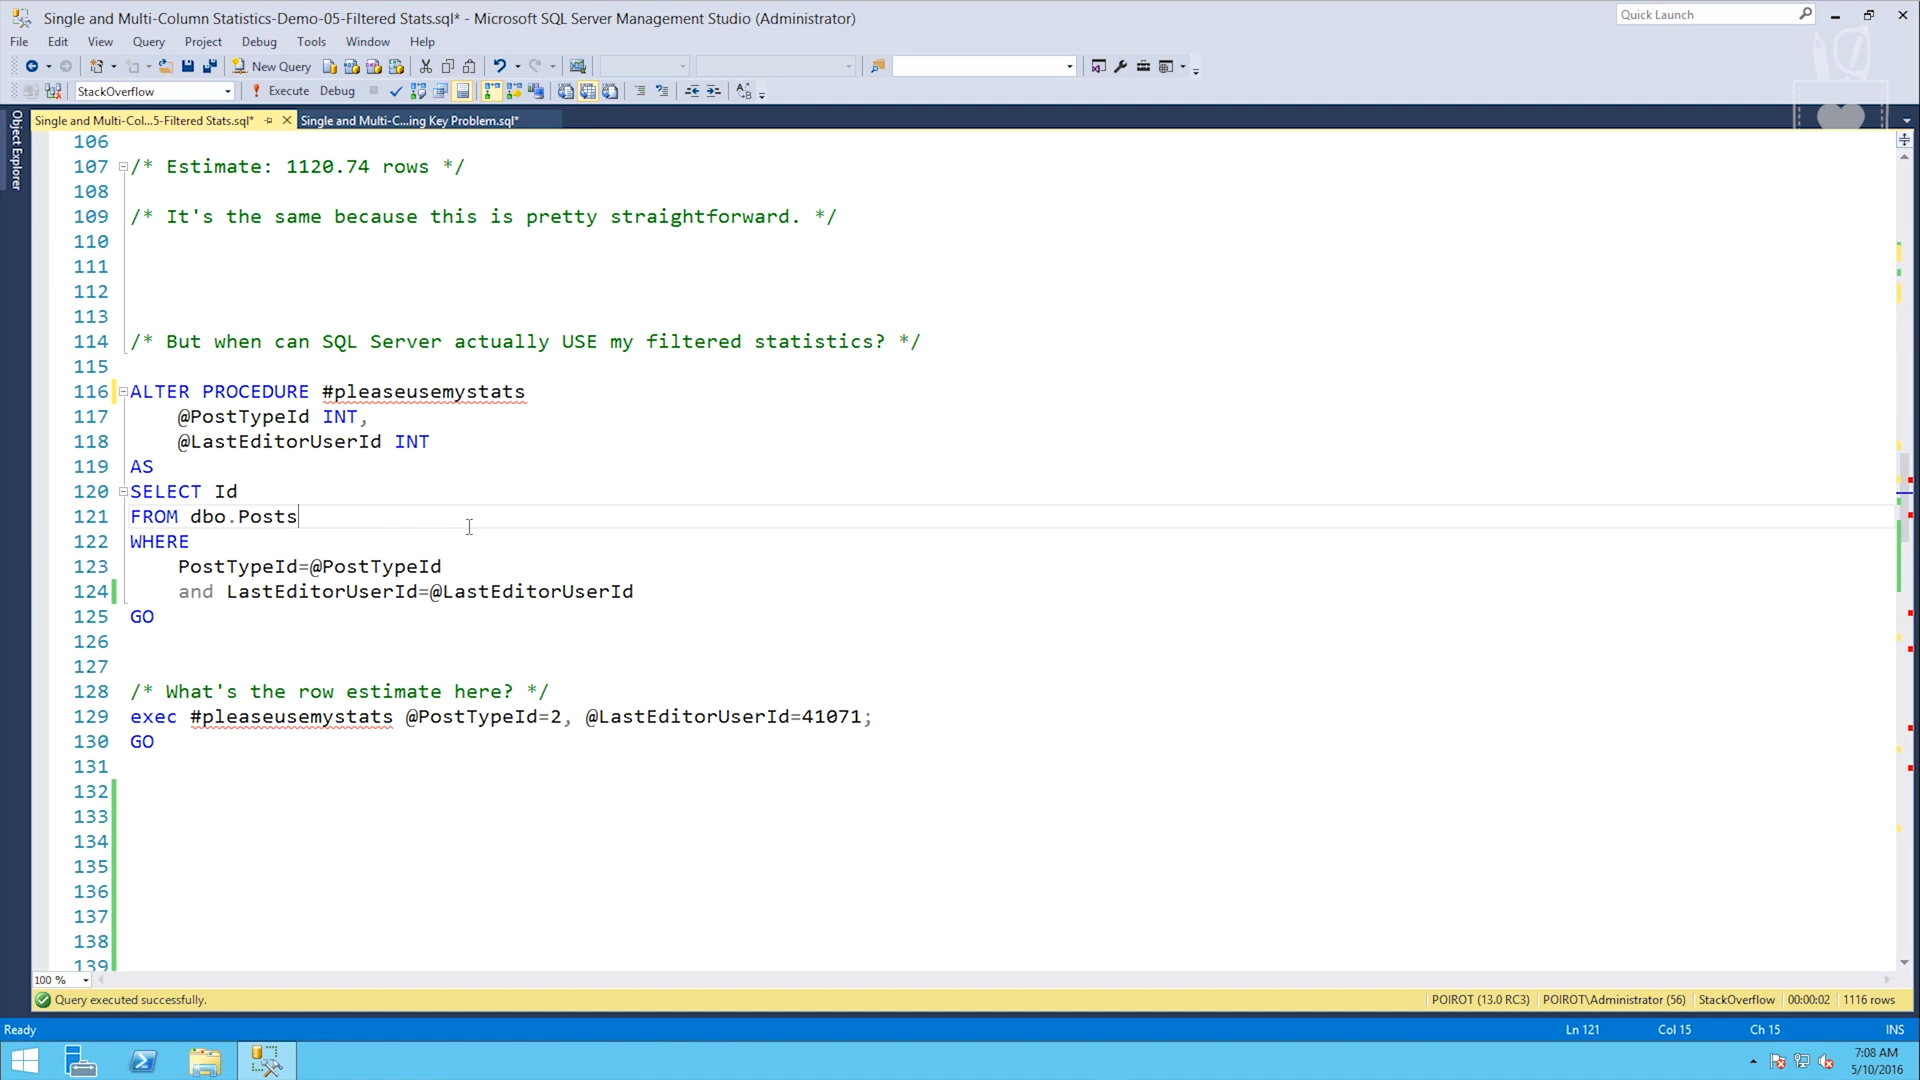 Single and Multi-Column Statistics-Demo-05-Filtered Stats.sql* - Microsoft SQL Server Management Studio (Administrator)
Quick Launch
File Edit View Query Project Debug Tools Window Help
New Query
StackOverflow
Execute Debug
Single and Multi-Col...5-Filtered Stats.sql*
Single and Multi-C...ing Key Problem.sql*
Object Explorer
106
107 /* Estimate: 1120.74 rows */
108
109 /* It's the same because this is pretty straightforward. */
110
111
112
113
114 /* But when can SQL Server actually USE my filtered statistics? */
115
116 ALTER PROCEDURE #pleaseusemystats
117 @PostTypeId INT,
118 @LastEditorUserId INT
119 AS
120 SELECT Id
121 FROM dbo.Posts
122 WHERE
123 PostTypeId=@PostTypeId
124 and LastEditorUserId=@LastEditorUserId
125 GO
126
127
128 /* What's the row estimate here? */
129 exec #pleaseusemystats @PostTypeId=2, @LastEditorUserId=41071;
130 GO
131
132
133
134
135
136
137
138
139
100 %
Query executed successfully.
POIROT (13.0 RC3) POIROT\Administrator (56) StackOverflow 00:00:02 1116 rows
Ready
Ln 121 Col 15 Ch 15 INS
7:08 AM
5/10/2016